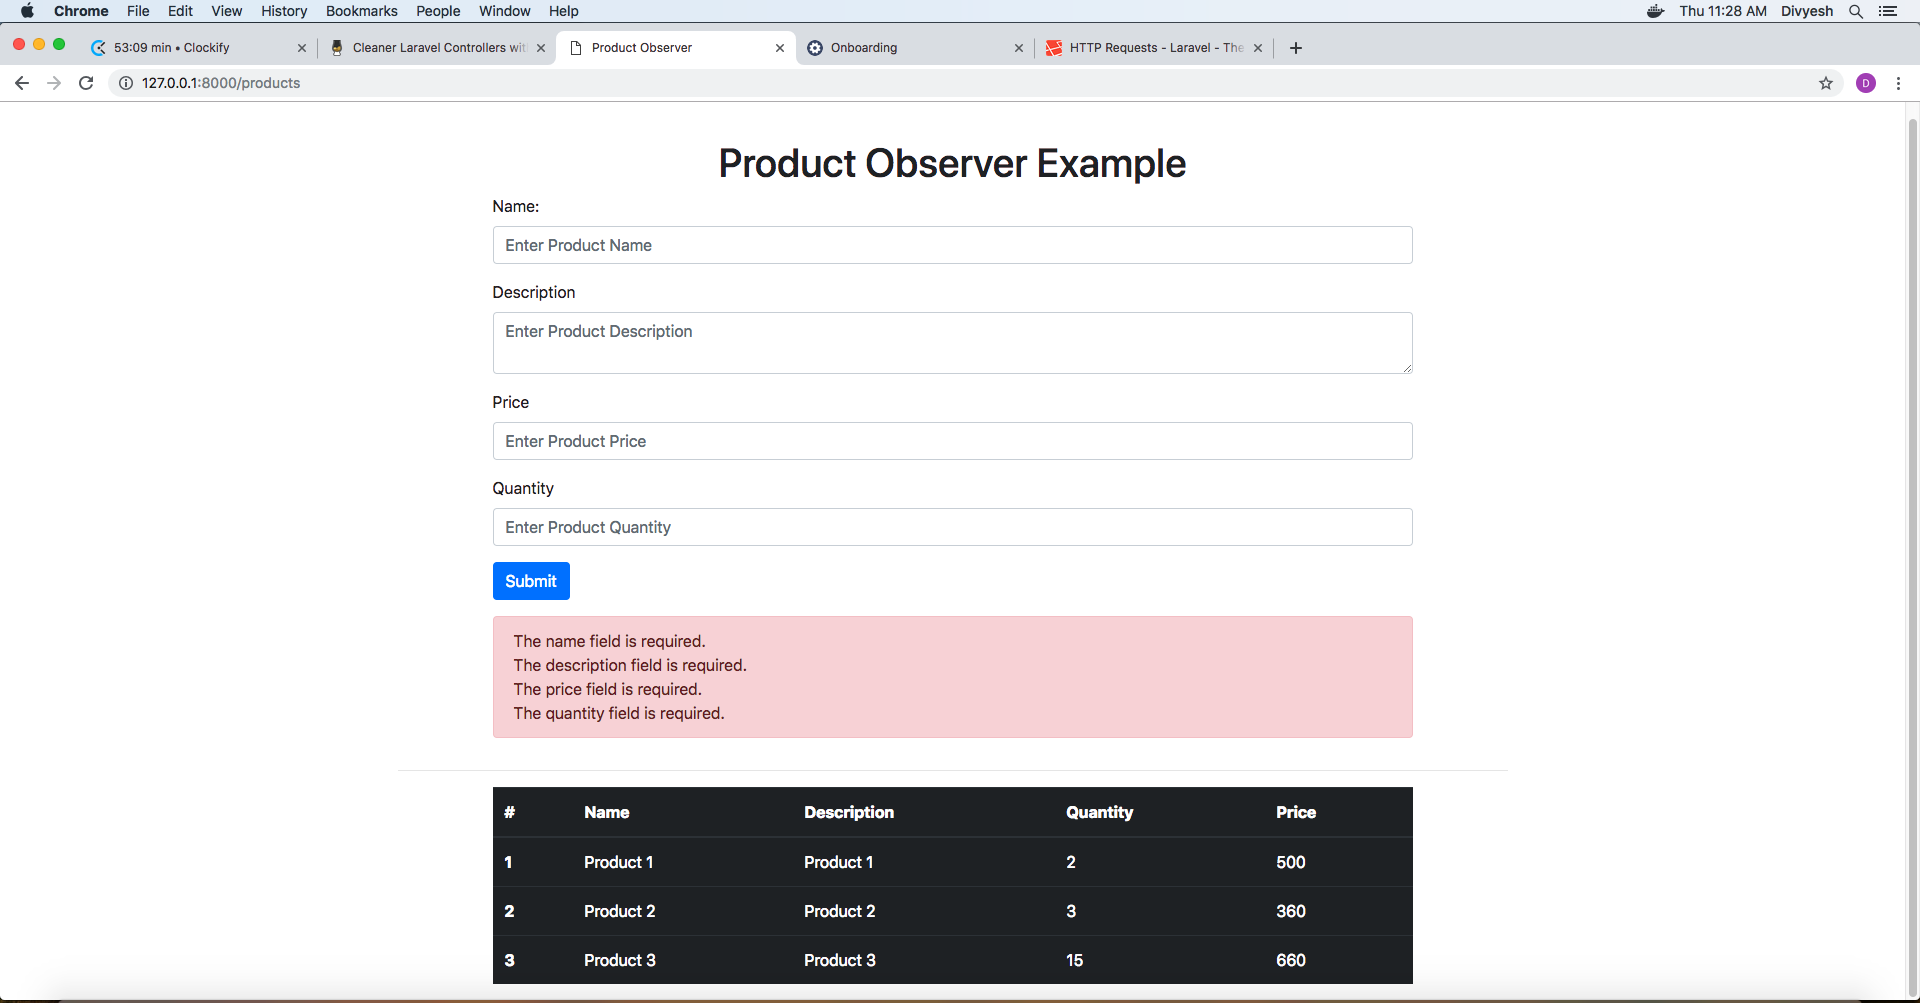 Chrome File Edit View History Bookmarks People Window Help Thu 11:28 AM Divyesh
53:09 min • Clockify Cleaner Laravel Controllers wit Product Observer Onboarding HTTP Requests - Laravel - The
127.0.0.1:8000/products D
Product Observer Example
Name:
Enter Product Name
Description
Enter Product Description
Price
Enter Product Price
Quantity
Enter Product Quantity
Submit
The name field is required.
The description field is required.
The price field is required.
The quantity field is required.
# Name Description Quantity Price
1 Product 1 Product 1 2 500
2 Product 2 Product 2 3 360
3 Product 3 Product 3 15 660